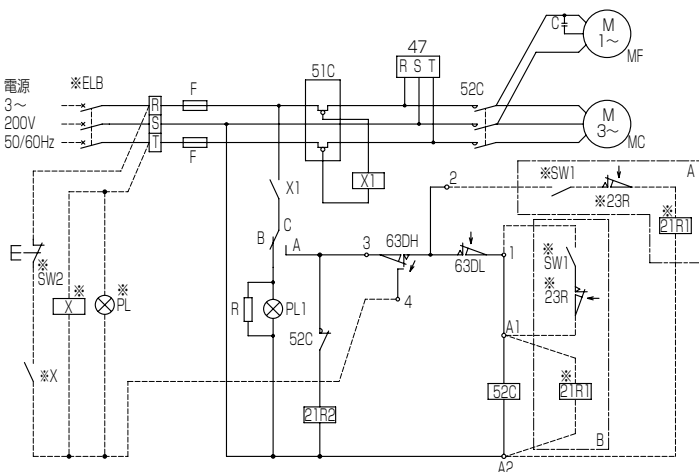 C
M
1～
MF
47
R S T
51C
52C
電源
3～
200V
50/60Hz
※ELB
F
R
S
T
F
M
3～
MC
X1
X1
2
※SW1
※23R
A
※
21R1
E
※
SW2
※
X
※
PL
B
C
A
3
63DH
63DL
1
4
※
SW1
※
23R
R
PL1
52C
※X
A1
52C
※
21R1
21R2
B
A2